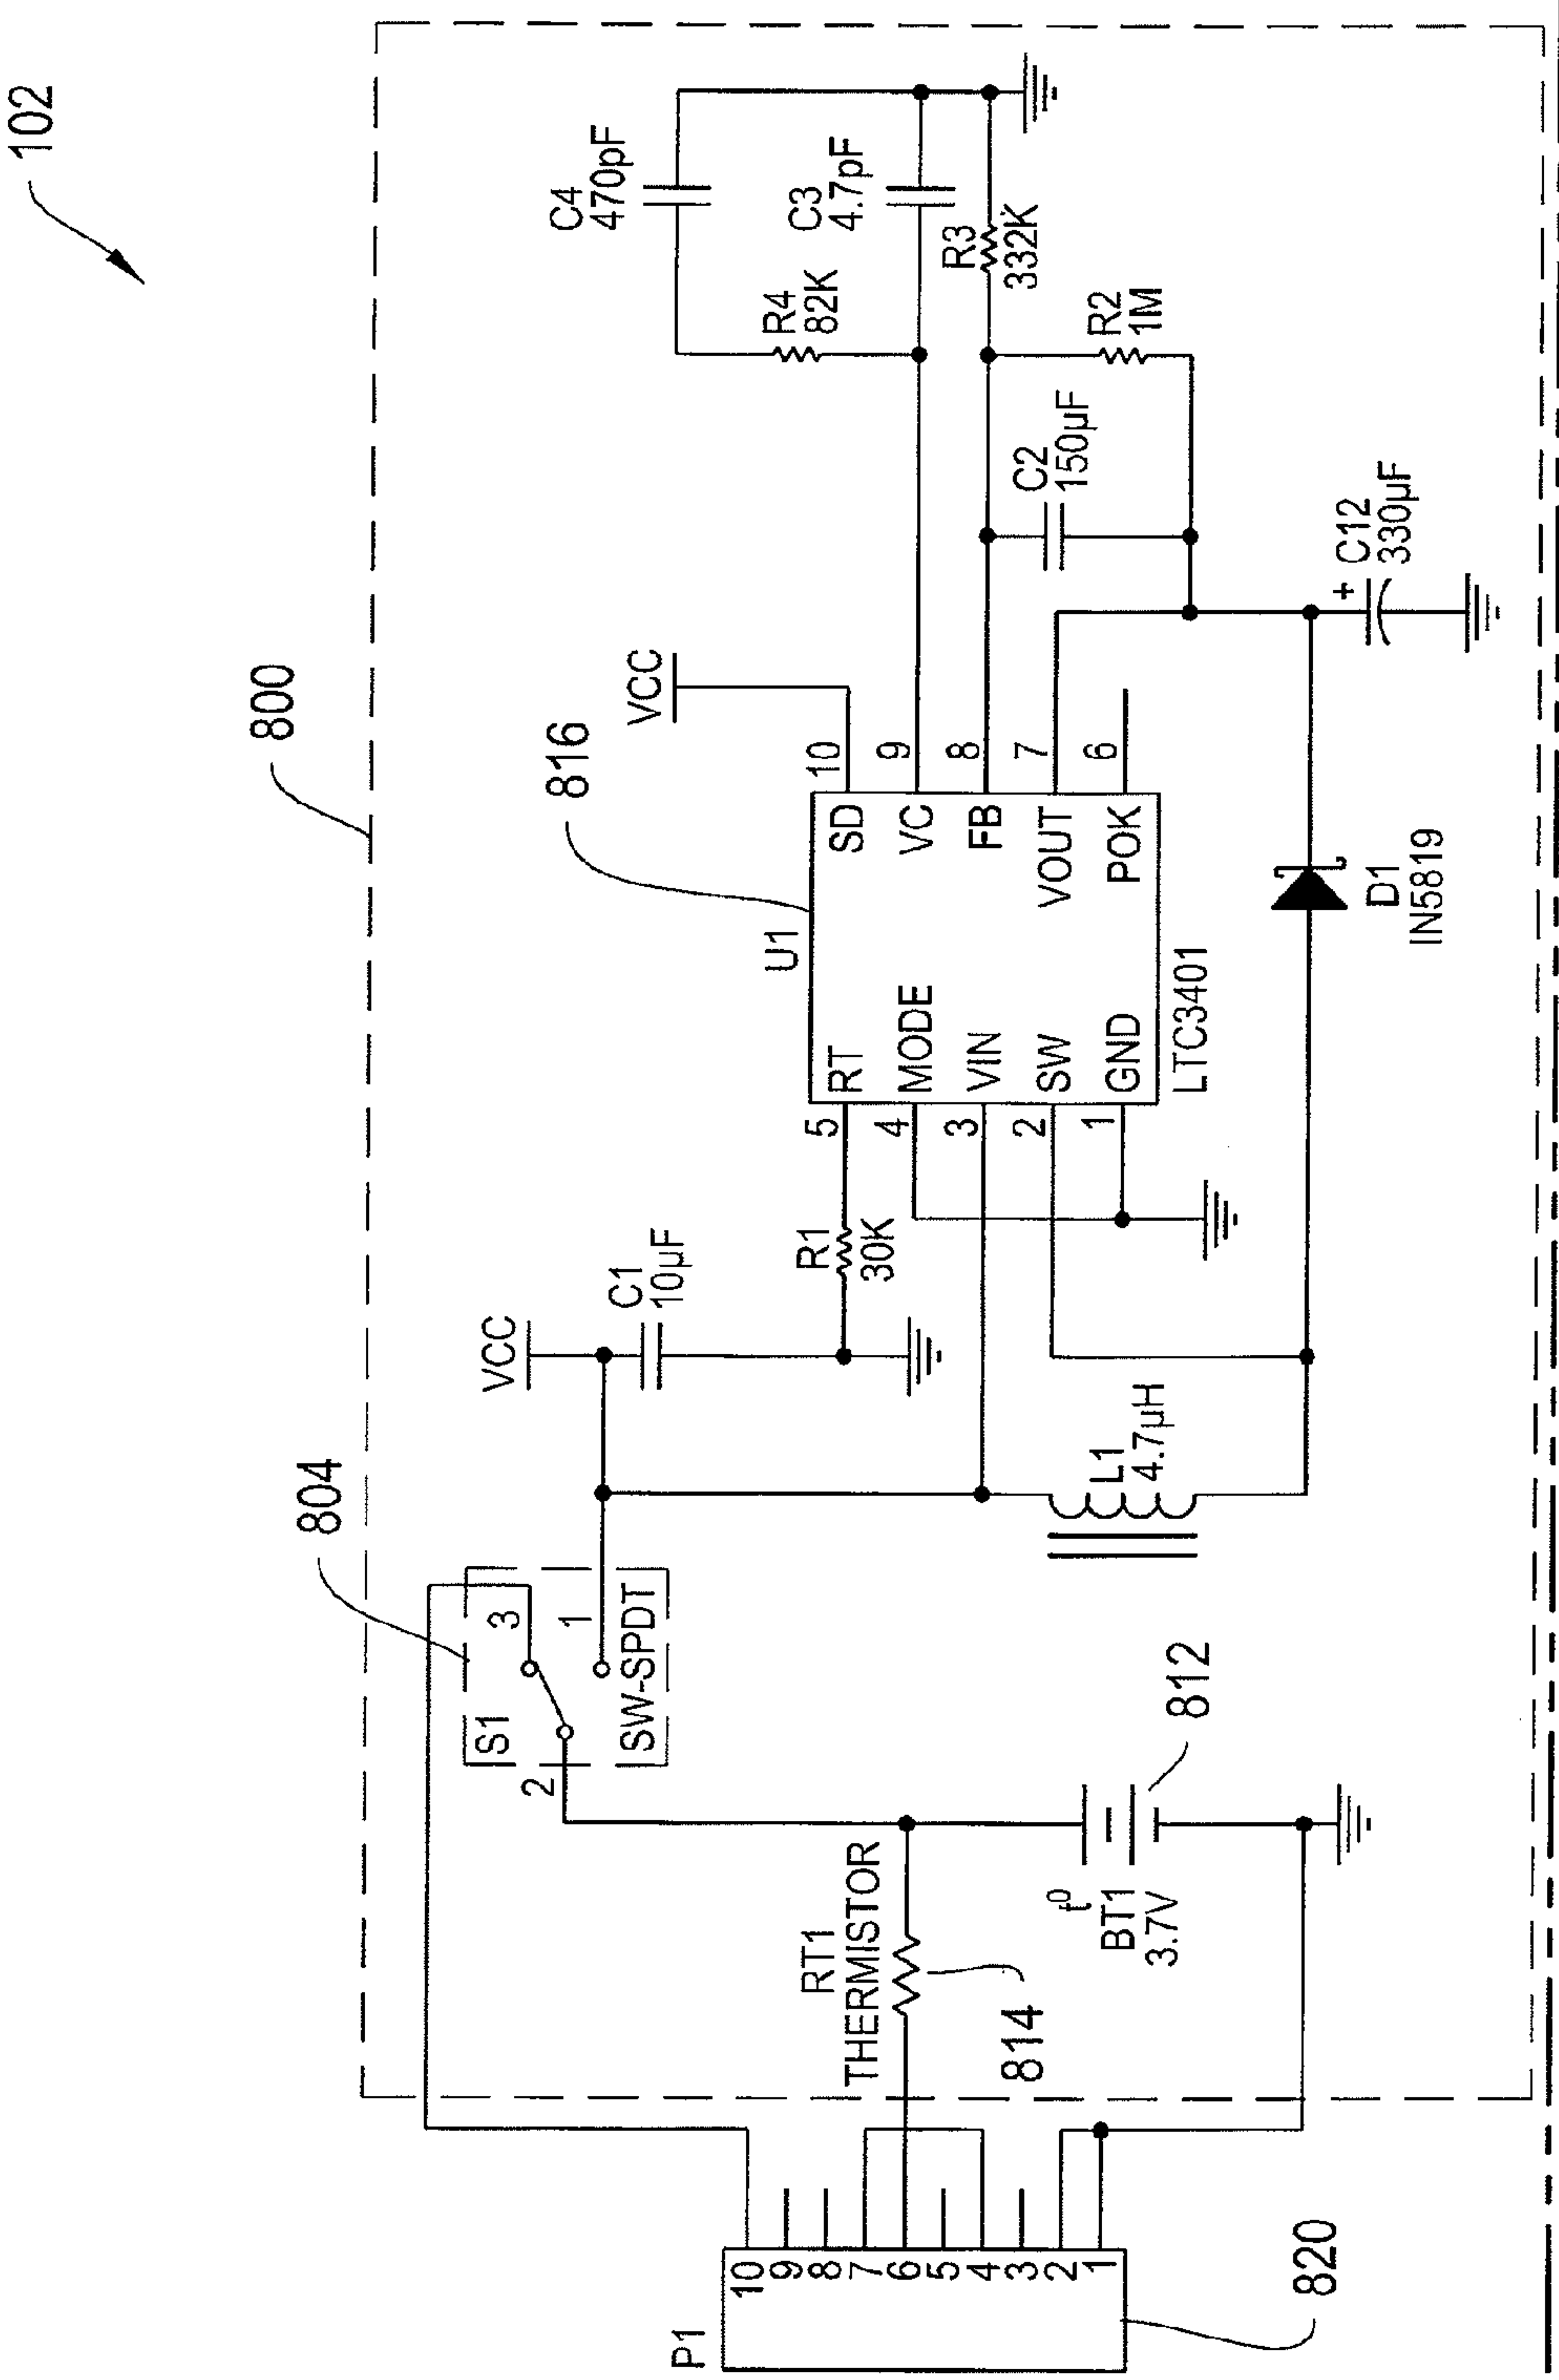 102
800
804
816
VCC
VCC
C4
470pF
C3
4.7pF
R4
82K
R3
332K
R2
1M
C2
150µF
C12
330µF
+
C1
10µF
R1
30K
U1
RT
MODE
VIN
SW
GND
5
4
3
2
1
SD
VC
FB
VOUT
POK
10
9
8
7
6
LTC3401
D1
IN5819
L1
4.7µH
S1
3
1
2
SW-SPDT
812
RT1
THERMISTOR
814
t⁰
BT1
3.7V
P1
10
9
8
7
6
5
4
3
2
1
820